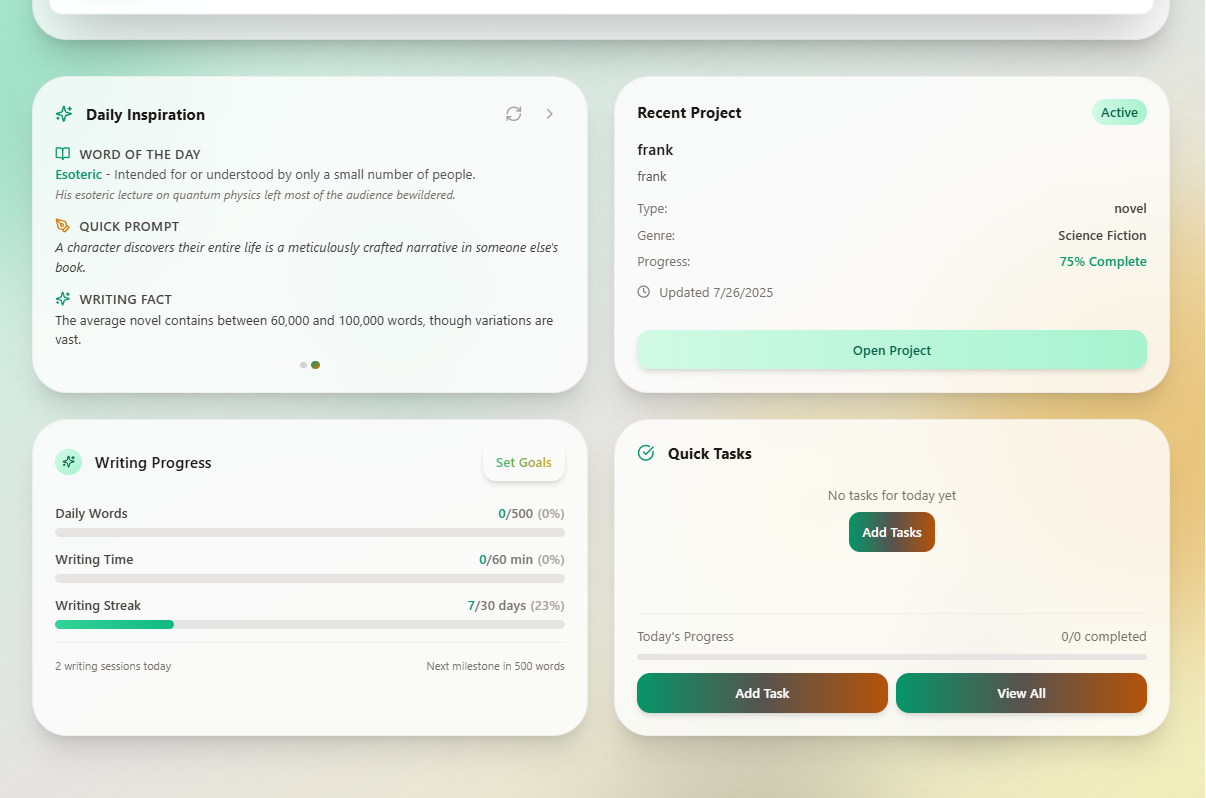 Daily Inspiration
WORD OF THE DAY
Esoteric - Intended for or understood by only a small number of people.
His esoteric lecture on quantum physics left most of the audience bewildered.
QUICK PROMPT
A character discovers their entire life is a meticulously crafted narrative in someone else's
book.
WRITING FACT
The average novel contains between 60,000 and 100,000 words, though variations are
vast.
Recent Project
Active
frank
frank
Type: novel
Genre: Science Fiction
Progress: 75% Complete
Updated 7/26/2025
Open Project
Writing Progress
Set Goals
Daily Words 0/500 (0%)
Writing Time 0/60 min (0%)
Writing Streak 7/30 days (23%)
2 writing sessions today Next milestone in 500 words
Quick Tasks
No tasks for today yet
Add Tasks
Today's Progress 0/0 completed
Add Task View All